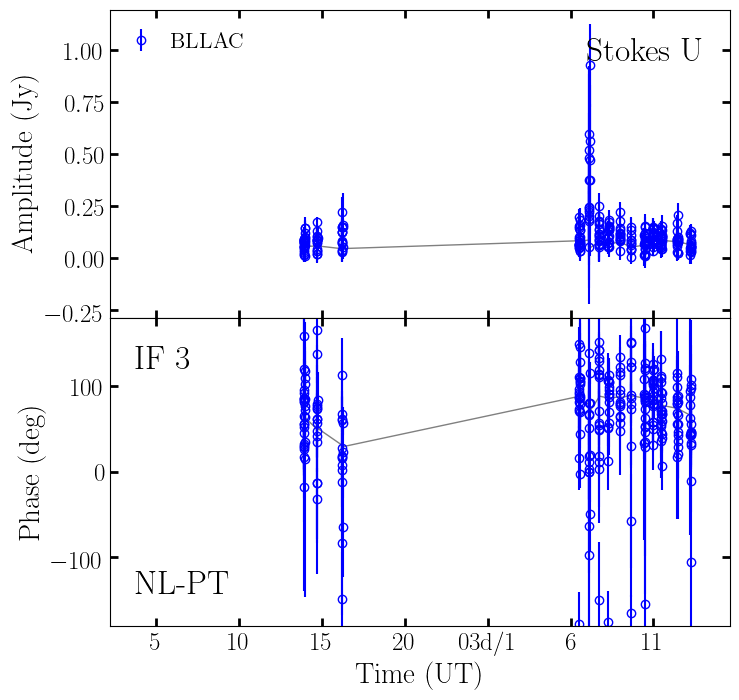 BLLAC
Stokes U
1.00
0.75
0.50
0.25
0.00
−0.25
Amplitude (Jy)
IF 3
100
0
−100
Phase (deg)
NL-PT
5 10 15 20 03d/1 6 11
Time (UT)